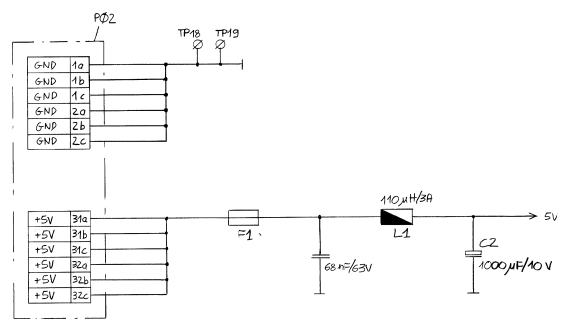 PØ2
TP18 TP19
GND 1a
GND 1b
GND 1c
GND 2a
GND 2b
GND 2c
+5V 31a
+5V 31b
+5V 31c
+5V 32a
+5V 32b
+5V 32c
F1
68nF/63V
110µH/3A
L1
5V
C2
1000µF/10V